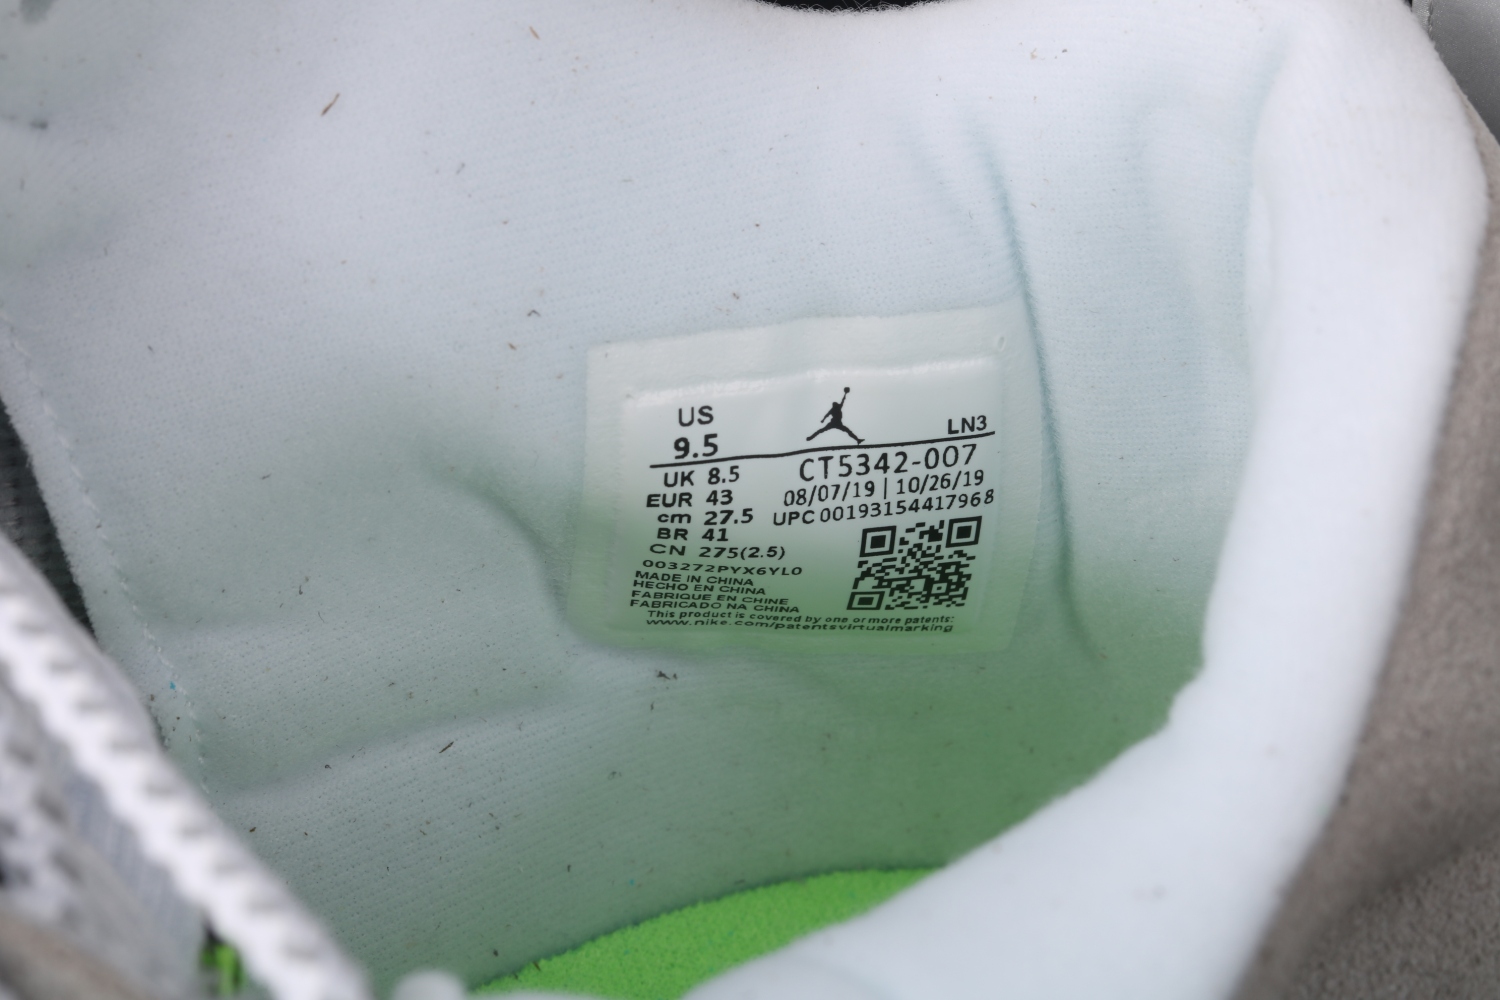 US
9.5
LN3
UK 8.5
EUR 43
cm 27.5
BR 41
CN 275(2.5)
CT5342-007
08/07/19 | 10/26/19
UPC 00193154417968
003272PYX6YL0
MADE IN CHINA
HECHO EN CHINA
FABRIQUE EN CHINE
FABRICADO NA CHINA
This product is covered by one or more patents:
www.nike.com/patentsvirtualmarking